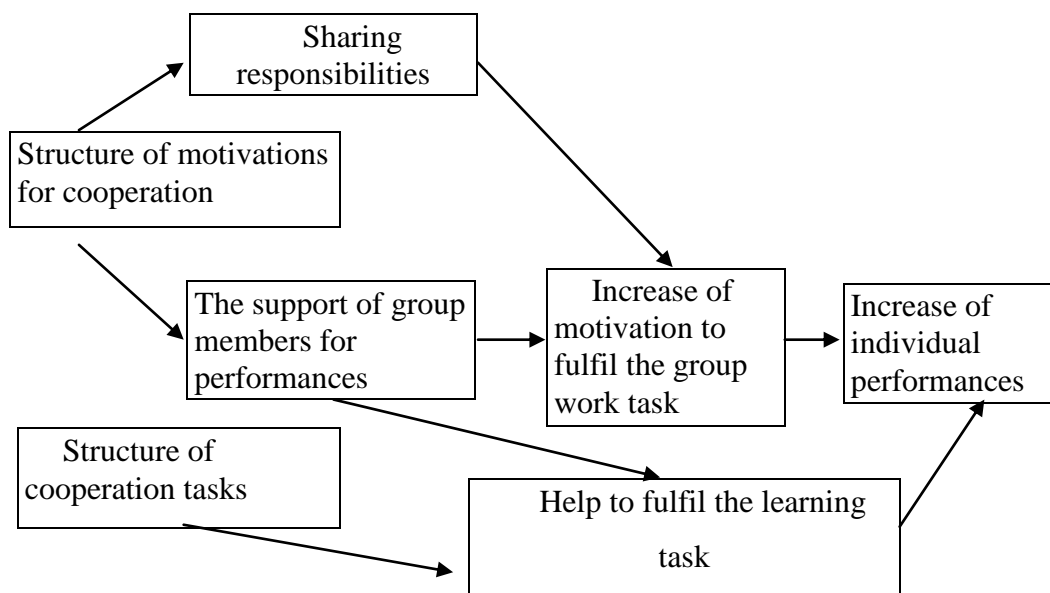 Sharing
responsibilities
Structure of motivations
for cooperation
The support of group
members for
performances
Increase of
motivation to
fulfil the group
work task
Increase of
individual
performances
Structure of
cooperation tasks
Help to fulfil the learning
task